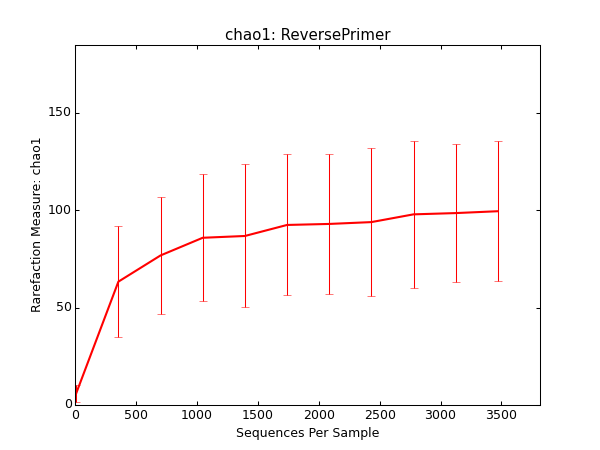 chao1: ReversePrimer
150
100
50
0
Rarefaction Measure: chao1
0 500 1000 1500 2000 2500 3000 3500
Sequences Per Sample